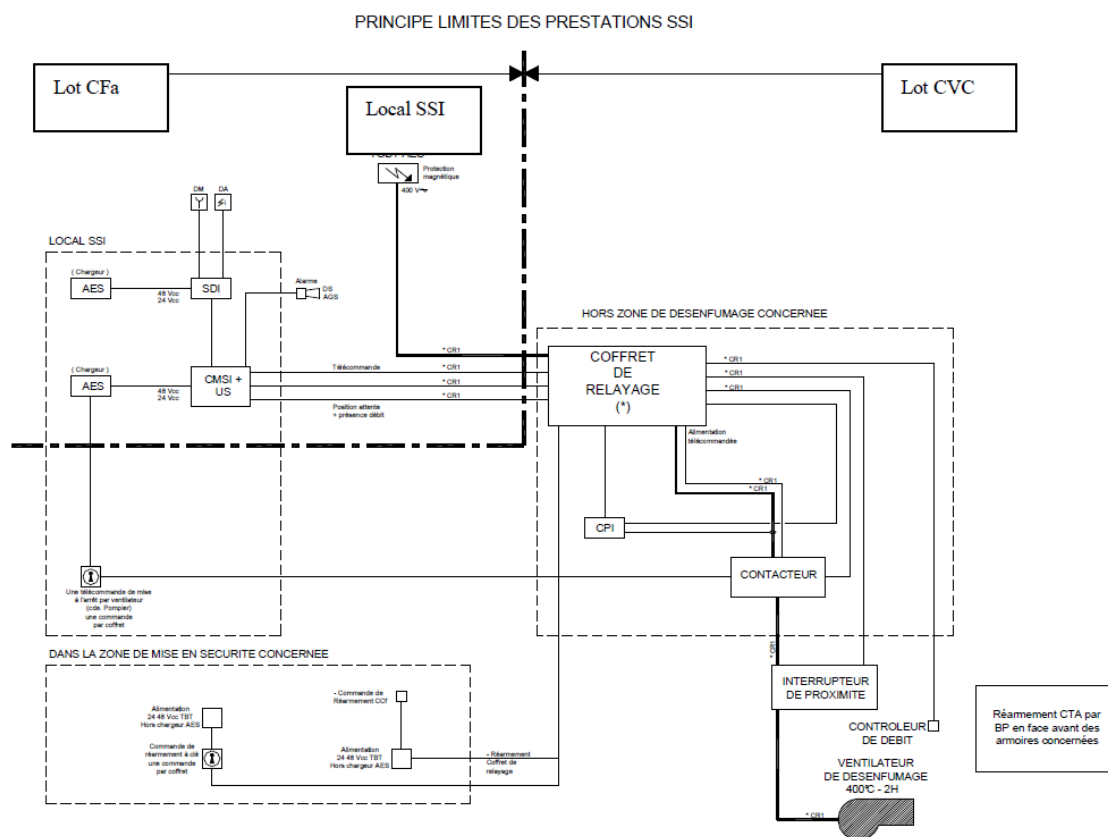 PRINCIPE LIMITES DES PRESTATIONS SSI
Lot CFa
Local SSI
Lot CVC
Protection
magnétique
400 V~
DM
DA
LOCAL SSI
( Chargeur )
AES
48 Vcc
24 Vcc
SDI
Alarme
DS
AGS
HORS ZONE DE DESENFUMAGE CONCERNEE
* CR1
COFFRET
DE
RELAYAGE
(*)
* CR1
* CR1
* CR1
( Chargeur )
AES
48 Vcc
24 Vcc
CMSI +
US
Télécommande
* CR1
* CR1
* CR1
Position attente
+ présence débit
Alimentation
télécommandée
* CR1
* CR1
CPI
CONTACTEUR
Une télécommande de mise
à l'arrêt par ventilateur
(cde. Pompier)
une commande
par coffret
* CR1
DANS LA ZONE DE MISE EN SECURITE CONCERNEE
Alimentation
24 48 Vcc TBT
Hors chargeur AES
- Commande de
Réarmement CCf
Commande de
réarmement à clé
une commande
par coffret
Alimentation
24 48 Vcc TBT
Hors chargeur AES
- Réarmement
Coffret de
relayage
INTERRUPTEUR
DE PROXIMITE
CONTROLEUR
DE DEBIT
VENTILATEUR
DE DESENFUMAGE
400°C - 2H
* CR1
Réarmement CTA par
BP en face avant des
armoires concernées